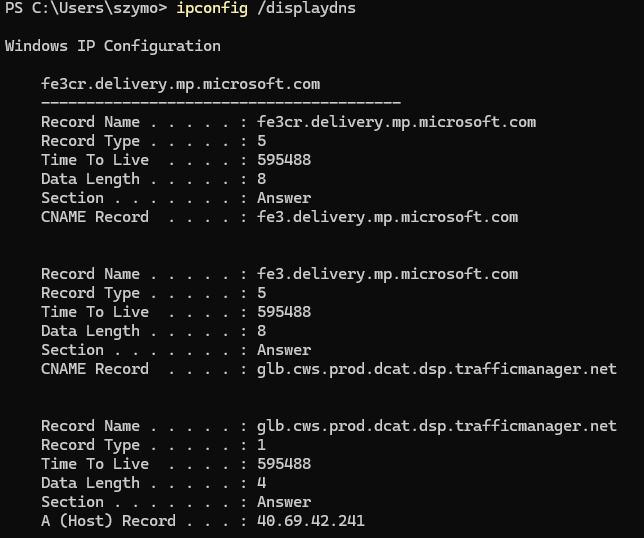 PS C:\Users\szymo> ipconfig /displaydns
Windows IP Configuration
fe3cr.delivery.mp.microsoft.com
----------------------------------------
Record Name . . . . . : fe3cr.delivery.mp.microsoft.com
Record Type . . . . . : 5
Time To Live  . . . . : 595488
Data Length . . . . . : 8
Section . . . . . . . : Answer
CNAME Record  . . . . : fe3.delivery.mp.microsoft.com
Record Name . . . . . : fe3.delivery.mp.microsoft.com
Record Type . . . . . : 5
Time To Live  . . . . : 595488
Data Length . . . . . : 8
Section . . . . . . . : Answer
CNAME Record  . . . . : glb.cws.prod.dcat.dsp.trafficmanager.net
Record Name . . . . . : glb.cws.prod.dcat.dsp.trafficmanager.net
Record Type . . . . . : 1
Time To Live  . . . . : 595488
Data Length . . . . . : 4
Section . . . . . . . : Answer
A (Host) Record . . . : 40.69.42.241